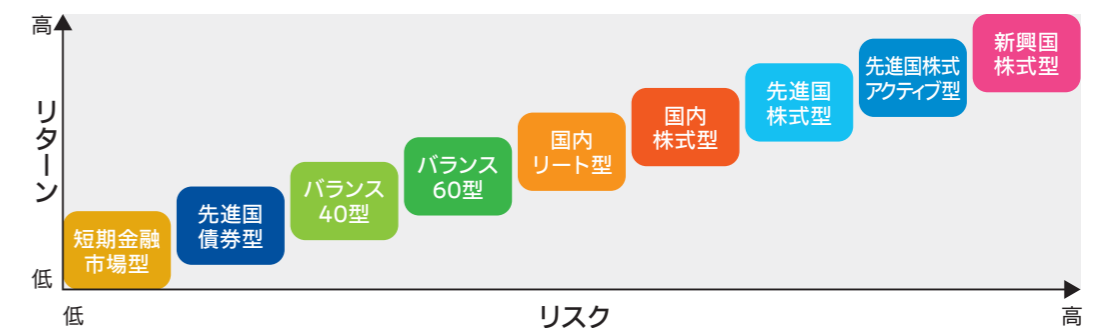 高
リターン
低
短期金融
市場型
先進国
債券型
バランス
40型
バランス
60型
国内
リート型
国内
株式型
先進国
株式型
先進国株式
アクティブ型
新興国
株式型
低
リスク
高